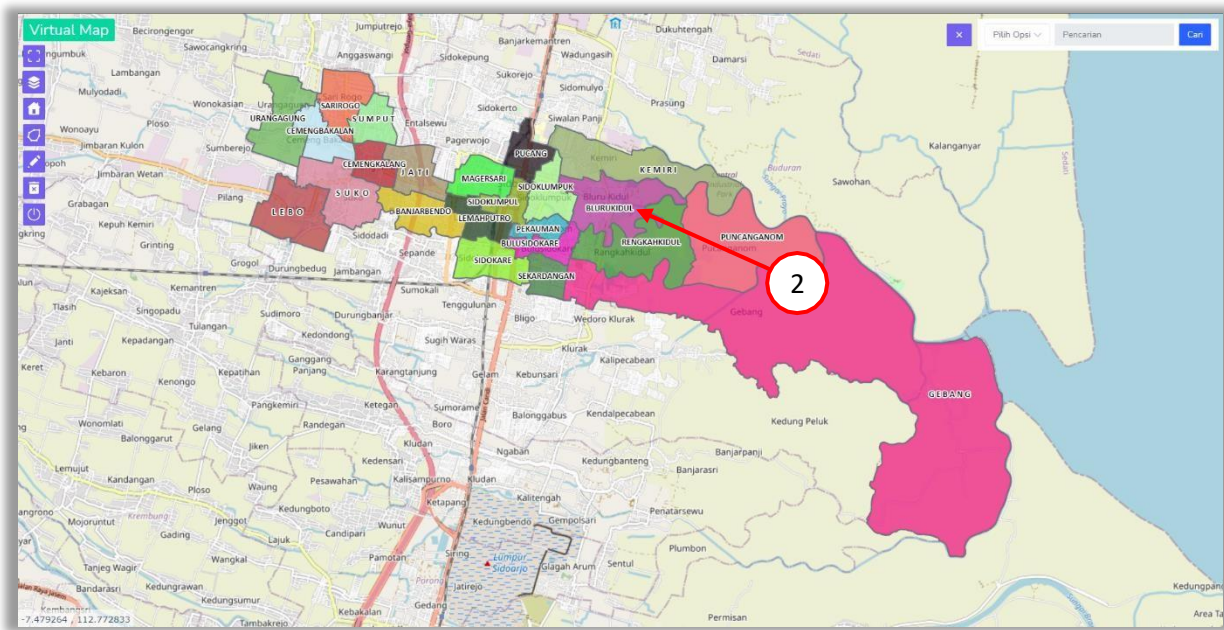 Virtual Map
Pilih Opsi
Pencarian
Cari
Becirongengor
Jumputrejo
Dukuhtengah
Banjarkemantren
Sawocangkring
Anggaswangi
Sidokepung
Wadungasih
Damarsi
Sedati
Lambangan
Sukorejo
Sidomulyo
Mulyodadi
Wonokasian
SARIROGO
Sidokerto
Prasung
Ploso
URANGAGUNG
SUMPUT
Entalsewu
Siwalan Panji
Wonoayu
CEMENGBAKALAN
Pagerwojo
Kalanganyar
Jimbaran Kulon
Sumberejo
PUCANG
Kemiri
CEMENGKALANG
JATI
KEMIRI
Buduran
Jimbaran Wetan
MAGERSARI
SIDOKLUMPUK
Sawohan
Grabagan
Pilang
SUKO
SIDOKUMPUL
Bluru Kidul
BLURUKIDUL
LEBO
BANJARBENDO
LEMAHPUTRO
Kepuh Kemiri
PEKAUMAN
PUNCANGANOM
Sidodadi
BULUSIDOKARE
RENGKAHKIDUL
Grinting
Sepande
Rangkahkidul
Grogol
Durungbedug
Jambangan
SIDOKARE
SEKARDANGAN
2
Kajeksan
Kemantren
Sumokali
Tenggulunan
Gebang
Tlasih
Singopadu
Sudimoro
Durungbanjar
Bligo
Wedoro Klurak
Tulangan
Janti
Kepadangan
Kedondong
Sugih Waras
Klurak
Kalipecabean
Keret
Kebaron
Ganggang
Panjang
Kepatihan
Karangtanjung
Gelam
Kebunsari
Kenongo
GEBANG
Pangkemiri
Ketegan
Sumorame
Balonggabus
Kendalpecabean
Wonomlati
Gelang
Randegan
Boro
Kedung Peluk
Balonggarut
Jiken
Kludan
Ngaban
Banjarpanji
Lemujut
Kedensari
Kedungbanteng
Banjarasri
Kandangan
Ploso
Waung
Pesawahan
Kalisampurno
Kludan
Ketapang
Kalitengah
Penatarsewu
Mojoruntut
Krembung
Jenggot
Kedungboto
Kedungbendo
Gempolsari
Gading
Lajuk
Candipari
Wunut
Plumbon
Wangkal
Pamotan
Siring
Lumpur
Sidoarjo
Glagah Arum
Sentul
Tanjeg Wagir
Porong
Jatirejo
Bandarasri
Kedungrawan
Kedungsumur
Gedang
Kebakalan
Permisan
Tambakrejo
-7.479264 , 112.772833